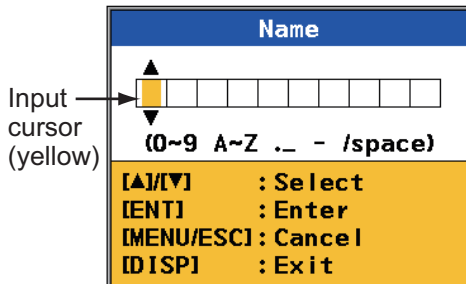 Name
Input
cursor
(yellow)
▲
▼
(0~9 A~Z ._ - /space)
[▲]/[▼] :Select
[ENT] :Enter
[MENU/ESC]:Cancel
[DISP] :Exit